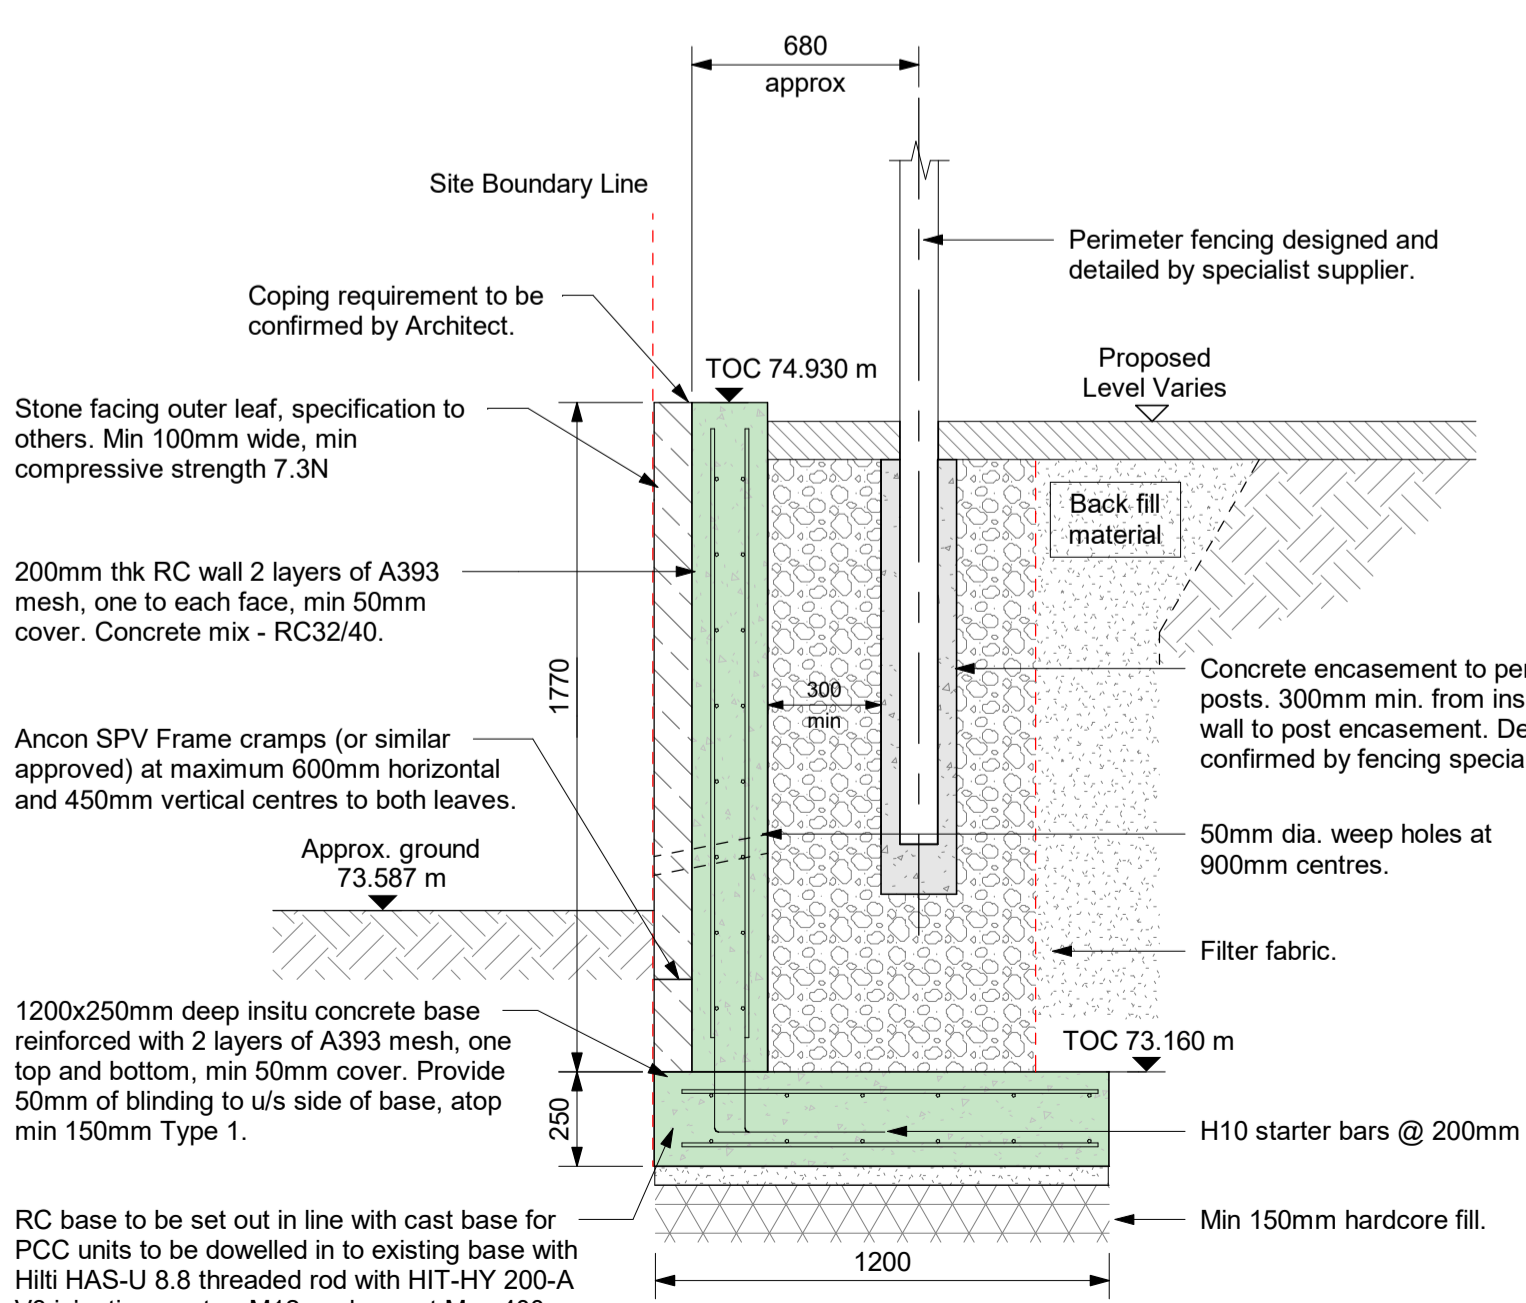 680
approx
Site Boundary Line
Perimeter fencing designed and
detailed by specialist supplier.
Coping requirement to be
confirmed by Architect.
TOC 74.930 m
Proposed
Level Varies
Stone facing outer leaf, specification to
others. Min 100mm wide, min
compressive strength 7.3N
Back fill
material
200mm thk RC wall 2 layers of A393
mesh, one to each face, min 50mm
cover. Concrete mix - RC32/40.
1770
300
min
Concrete encasement to
posts. 300mm min. from
wall to post encasement.
confirmed by fencing
Ancon SPV Frame cramps (or similar
approved) at maximum 600mm horizontal
and 450mm vertical centres to both leaves.
50mm dia. weep holes at
900mm centres.
Approx. ground
73.587 m
Filter fabric.
1200x250mm deep insitu concrete base
reinforced with 2 layers of A393 mesh, one
top and bottom, min 50mm cover. Provide
50mm of blinding to u/s side of base, atop
min 150mm Type 1.
TOC 73.160 m
250
H10 starter bars @ 200mm
RC base to be set out in line with cast base for
PCC units to be dowelled in to existing base with
Hilti HAS-U 8.8 threaded rod with HIT-HY 200-A
Min 150mm hardcore fill.
1200